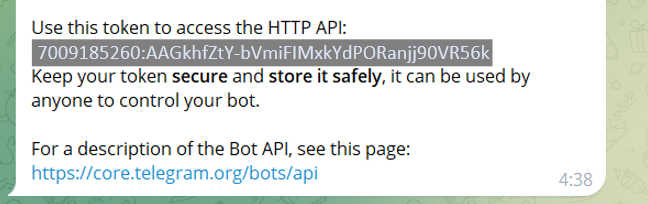 Use this token to access the HTTP API:
7009185260:AAGkhfZtY-bVmiFIMxkYdPORanjj90VR56k
Keep your token secure and store it safely, it can be used by
anyone to control your bot.
For a description of the Bot API, see this page:
https://core.telegram.org/bots/api
4:38